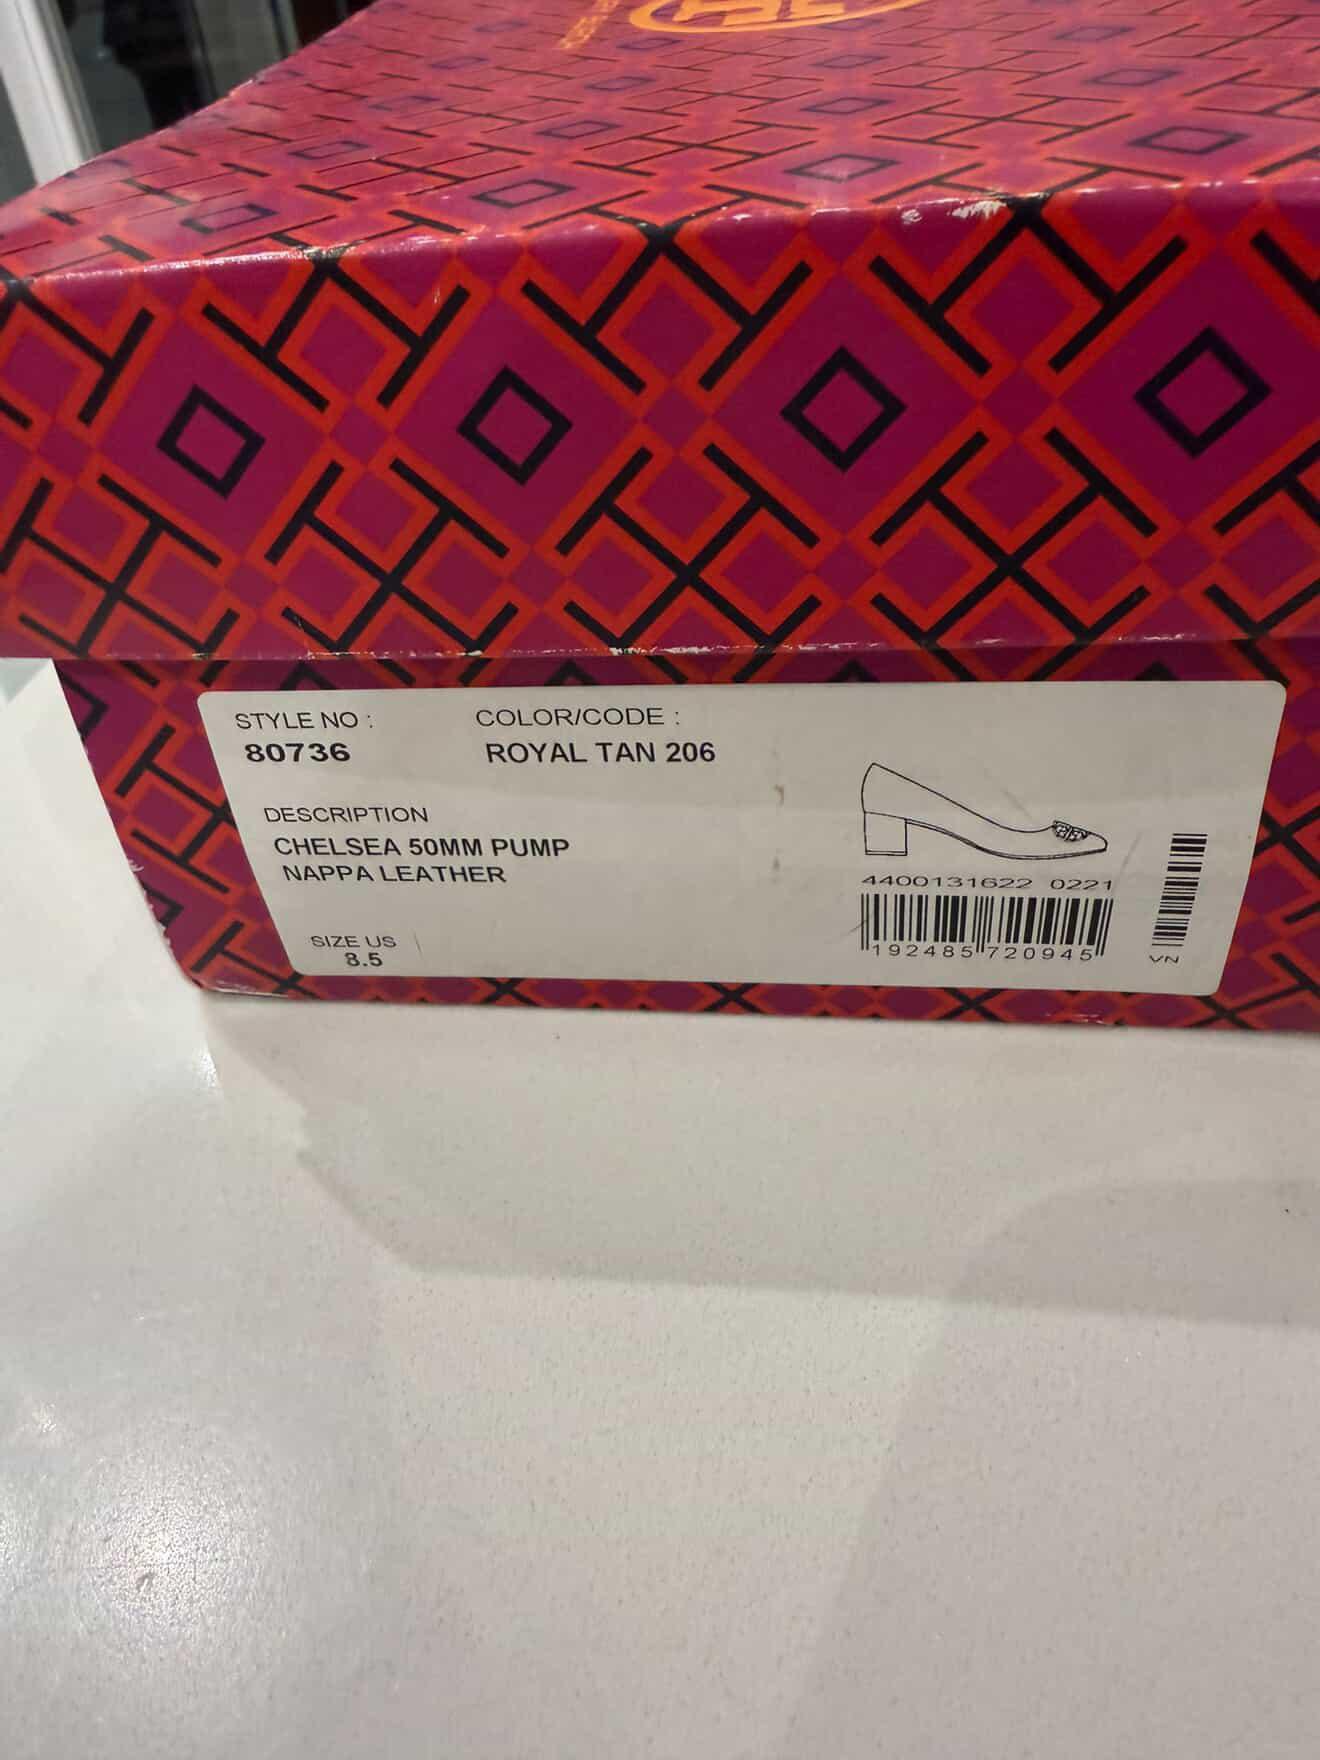 STYLE NO :
80736
COLOR/CODE :
ROYAL TAN 206
DESCRIPTION
CHELSEA 50MM PUMP
NAPPA LEATHER
SIZE US
8.5
4400131622 0221
192485 720945
VN